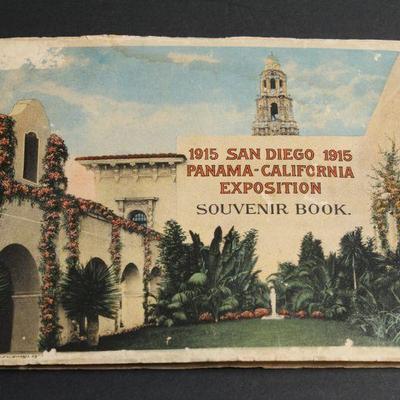 1915 SAN DIEGO 1915
PANAMA-CALIFORNIA
EXPOSITION
SOUVENIR BOOK.